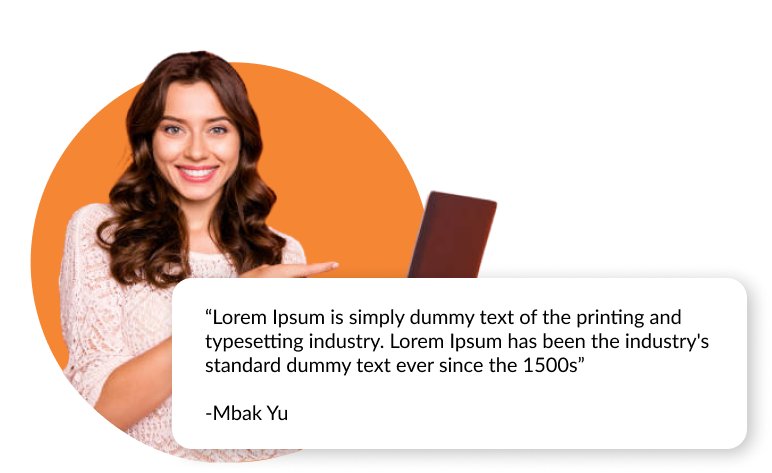 “Lorem Ipsum is simply dummy text of the printing and
typesetting industry. Lorem Ipsum has been the industry's
standard dummy text ever since the 1500s”
-Mbak Yu